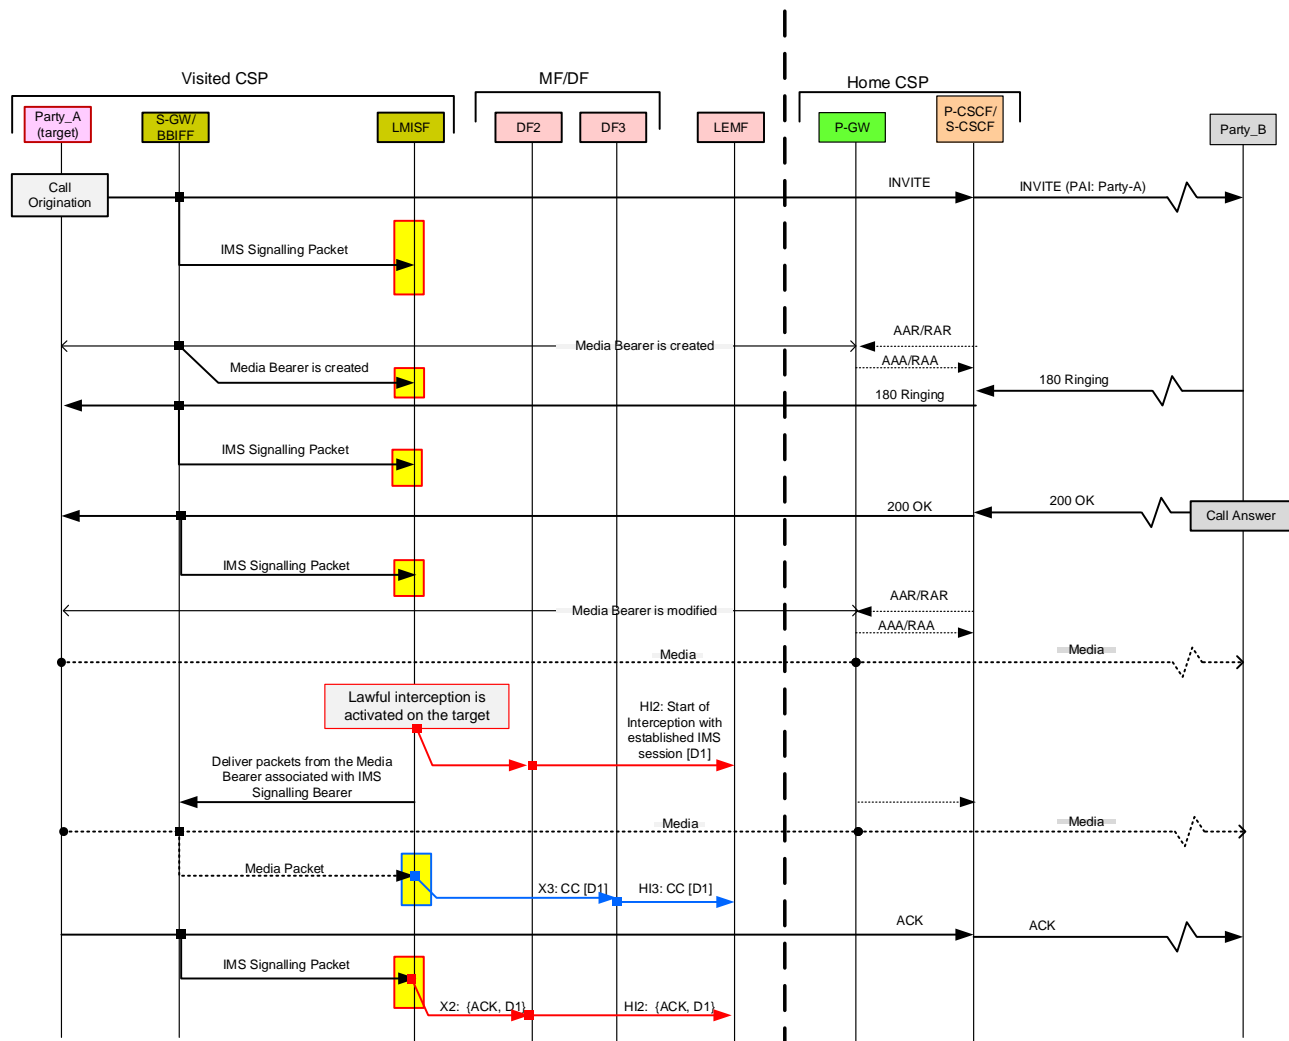 Visited CSP
MF/DF
Home CSP
Party_A
(target)
S-GW/
BBIFF
LMISF
DF2
DF3
LEMF
P-GW
P-CSCF/
S-CSCF
Party_B
Call
Origination
INVITE
INVITE (PAI: Party-A)
IMS Signalling Packet
AAR/RAR
Media Bearer is created
AAA/RAA
Media Bearer is created
180 Ringing
180 Ringing
IMS Signalling Packet
200 OK
200 OK
Call Answer
IMS Signalling Packet
AAR/RAR
Media Bearer is modified
AAA/RAA
Media
Media
Lawful interception is
activated on the target
HI2: Start of
Interception with
established IMS
session [D1]
Deliver packets from the Media
Bearer associated with IMS
Signalling Bearer
Media
Media
Media Packet
X3: CC [D1]
HI3: CC [D1]
ACK
ACK
IMS Signalling Packet
X2: {ACK, D1}
HI2: {ACK, D1}